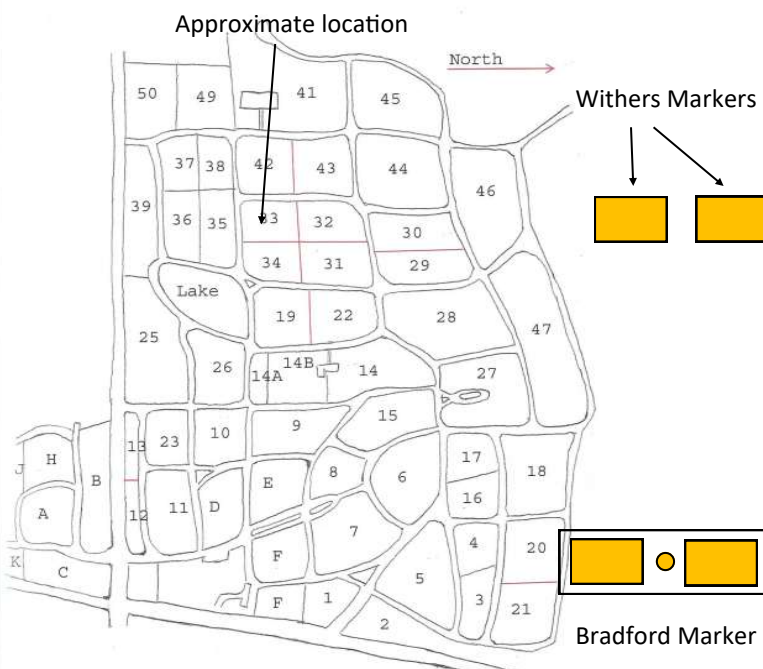 Approximate location
North
Withers Markers
50 49 41 45
37 38 42 43 44 46
39
36 35 33 32 30
34 31 29
Lake
25 19 22 28 47
26 14A 14B 14 27
13 23 10 9 15
H B 17 18
J E 8 6
A 12 11 D 16
7 4 20
K C F 5
F 1 3 21
2
Bradford Marker